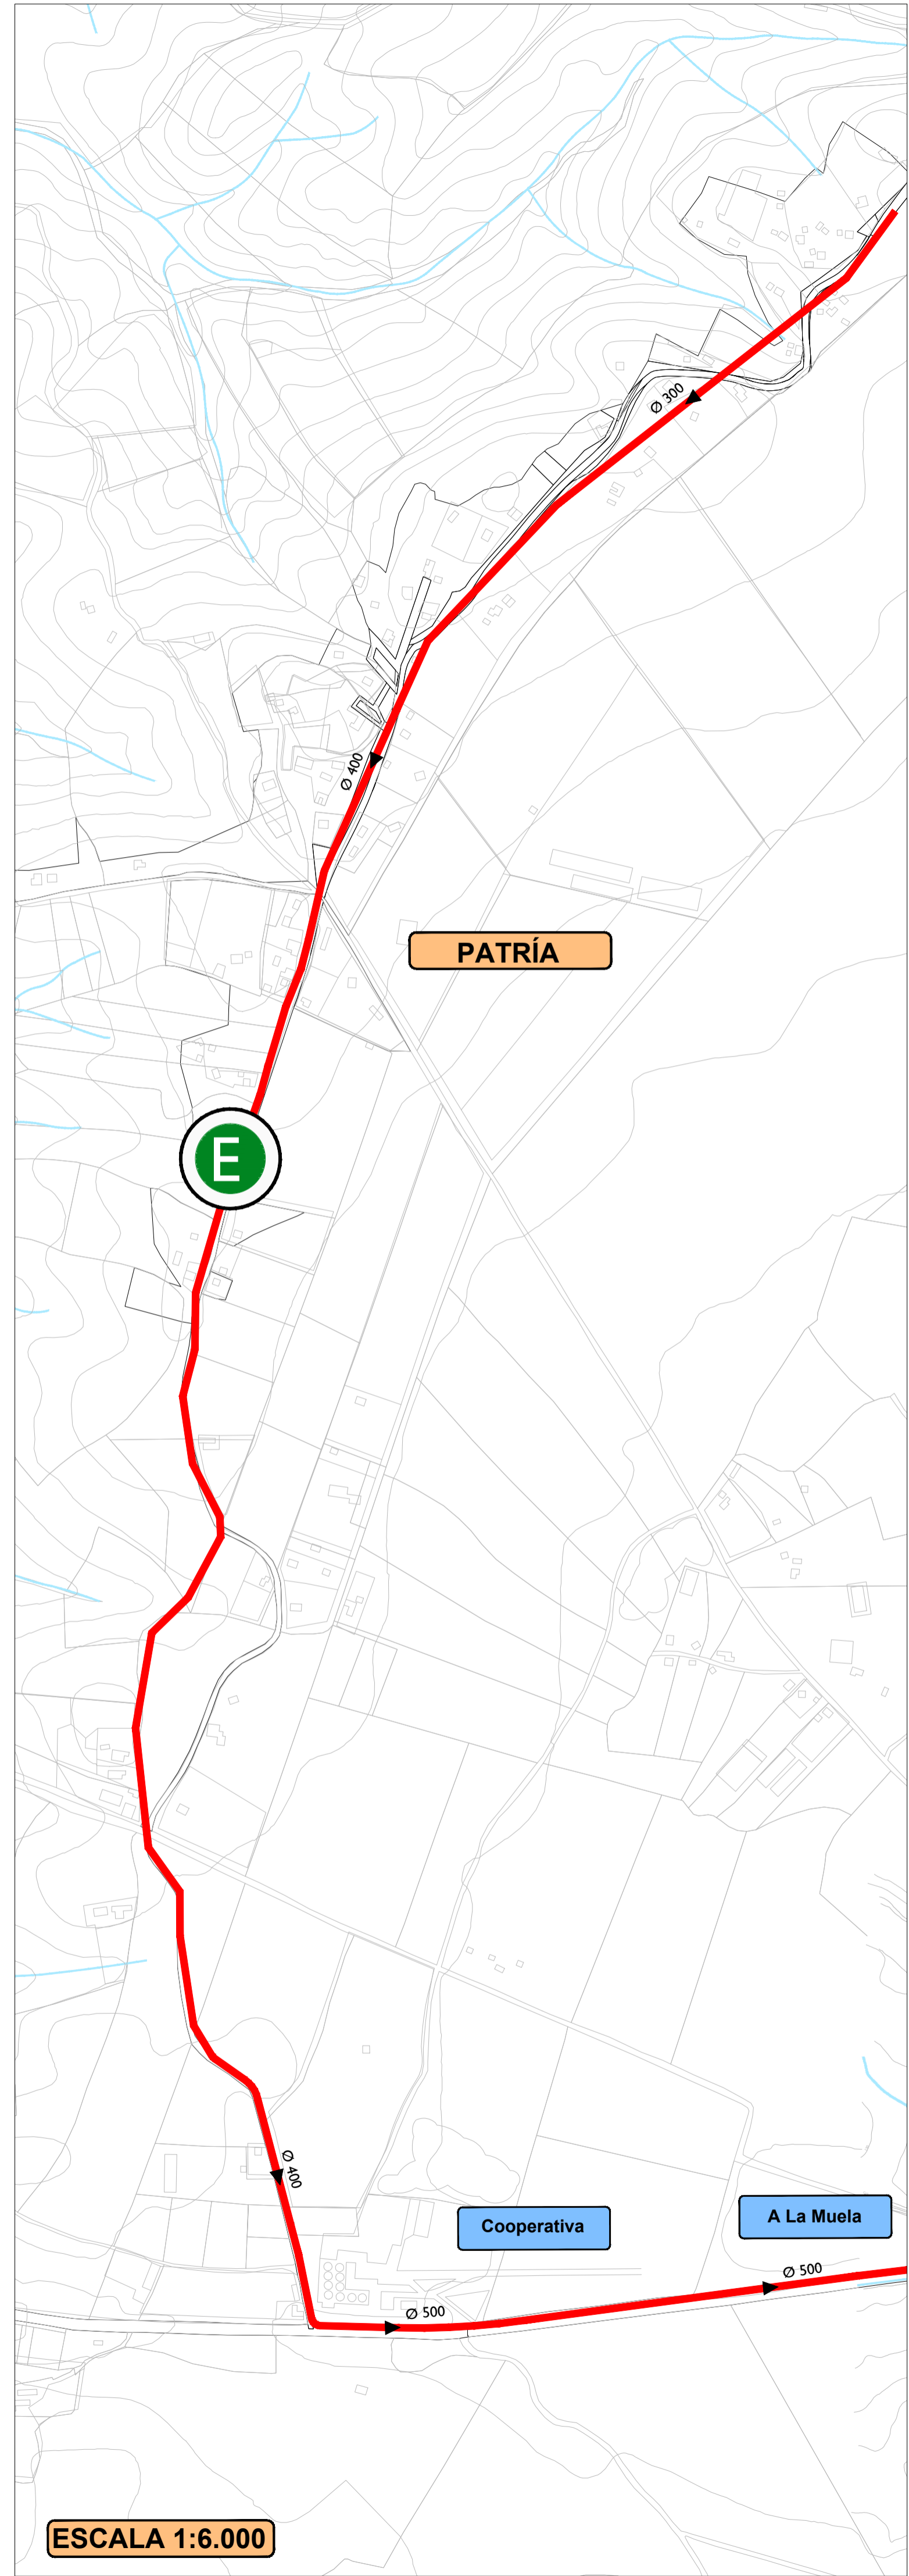 Ø 300
Ø 400
PATRÍA
E
Ø 400
Cooperativa
A La Muela
Ø 500
Ø 500
ESCALA 1:6.000